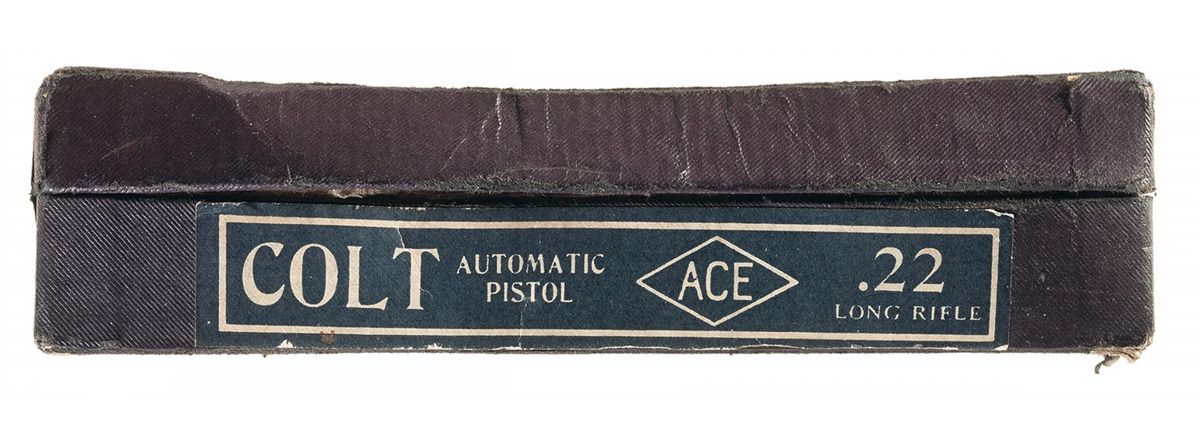 COLT
AUTOMATIC
PISTOL
ACE
.22
LONG RIFLE